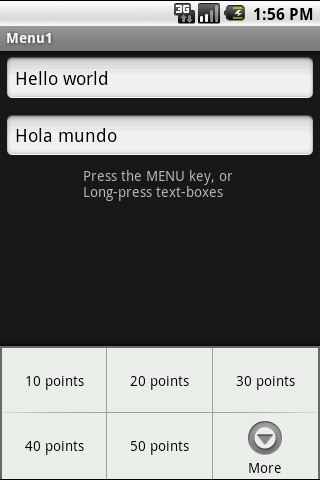 3G 1:56 PM
Menu1
Hello world
Hola mundo
Press the MENU key, or
Long-press text-boxes
10 points 20 points 30 points
40 points 50 points More